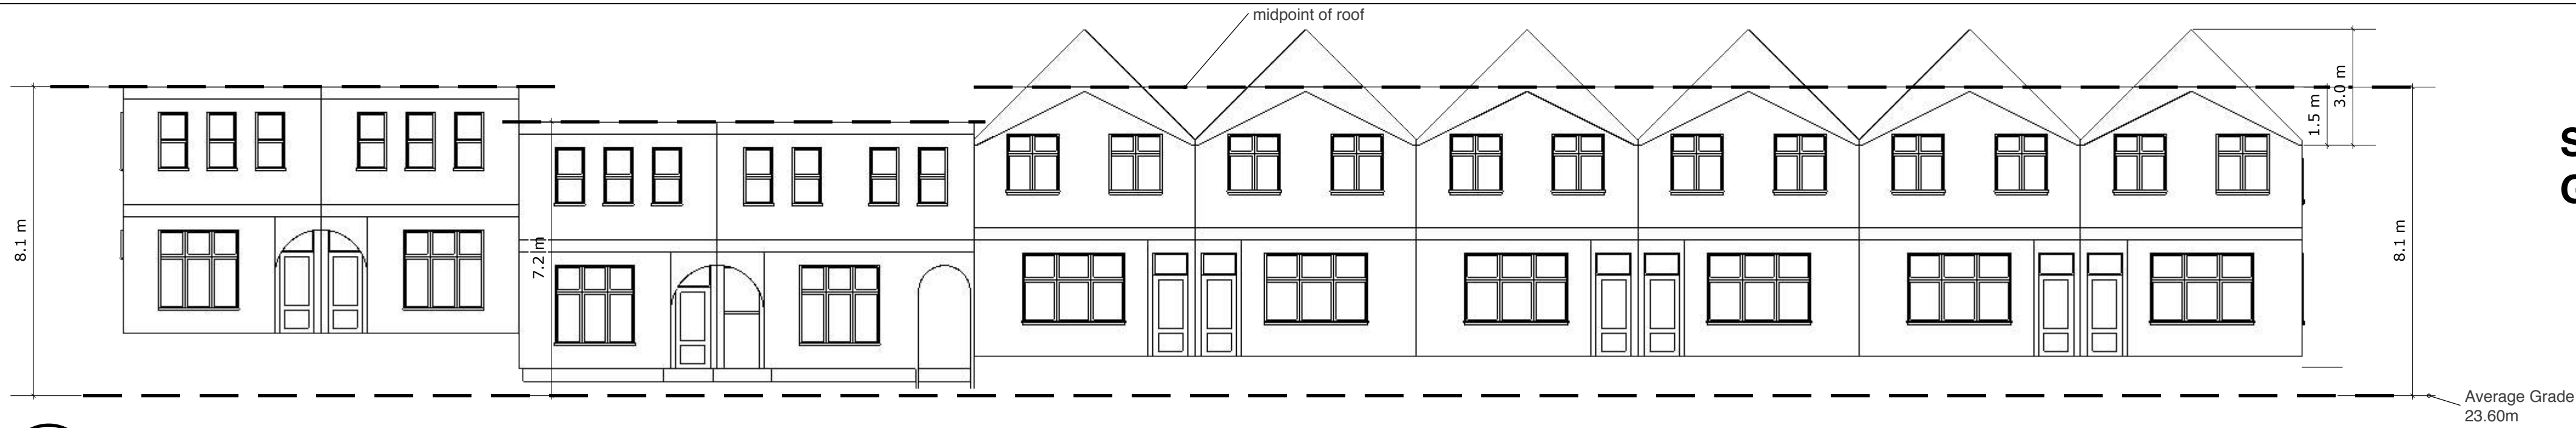 midpoint of roof
8.1 m
7.2 m
1.5 m
3.0 m
8.1 m
S
G
Average Grade
23.60m